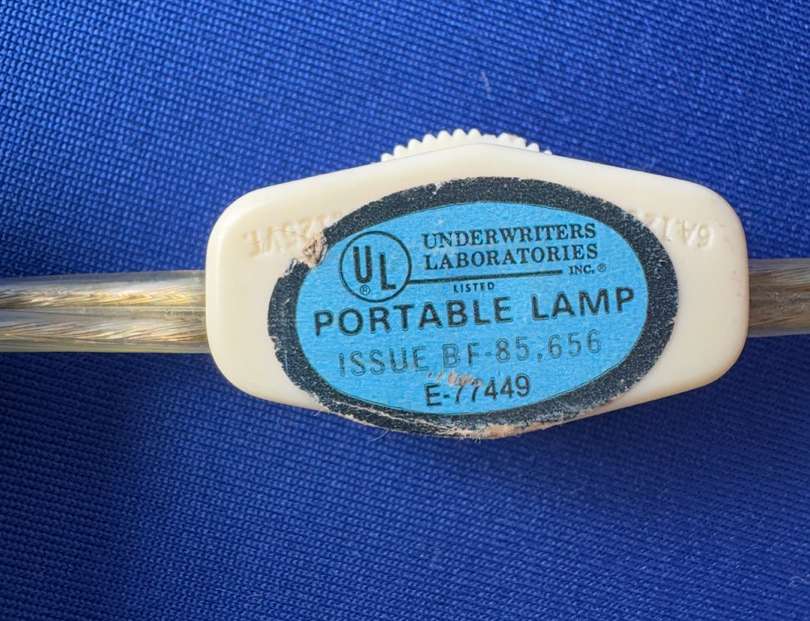 UL ®
UNDERWRITERS
LABORATORIES
INC.®
LISTED
PORTABLE LAMP
ISSUE BF-85,656
E-77449